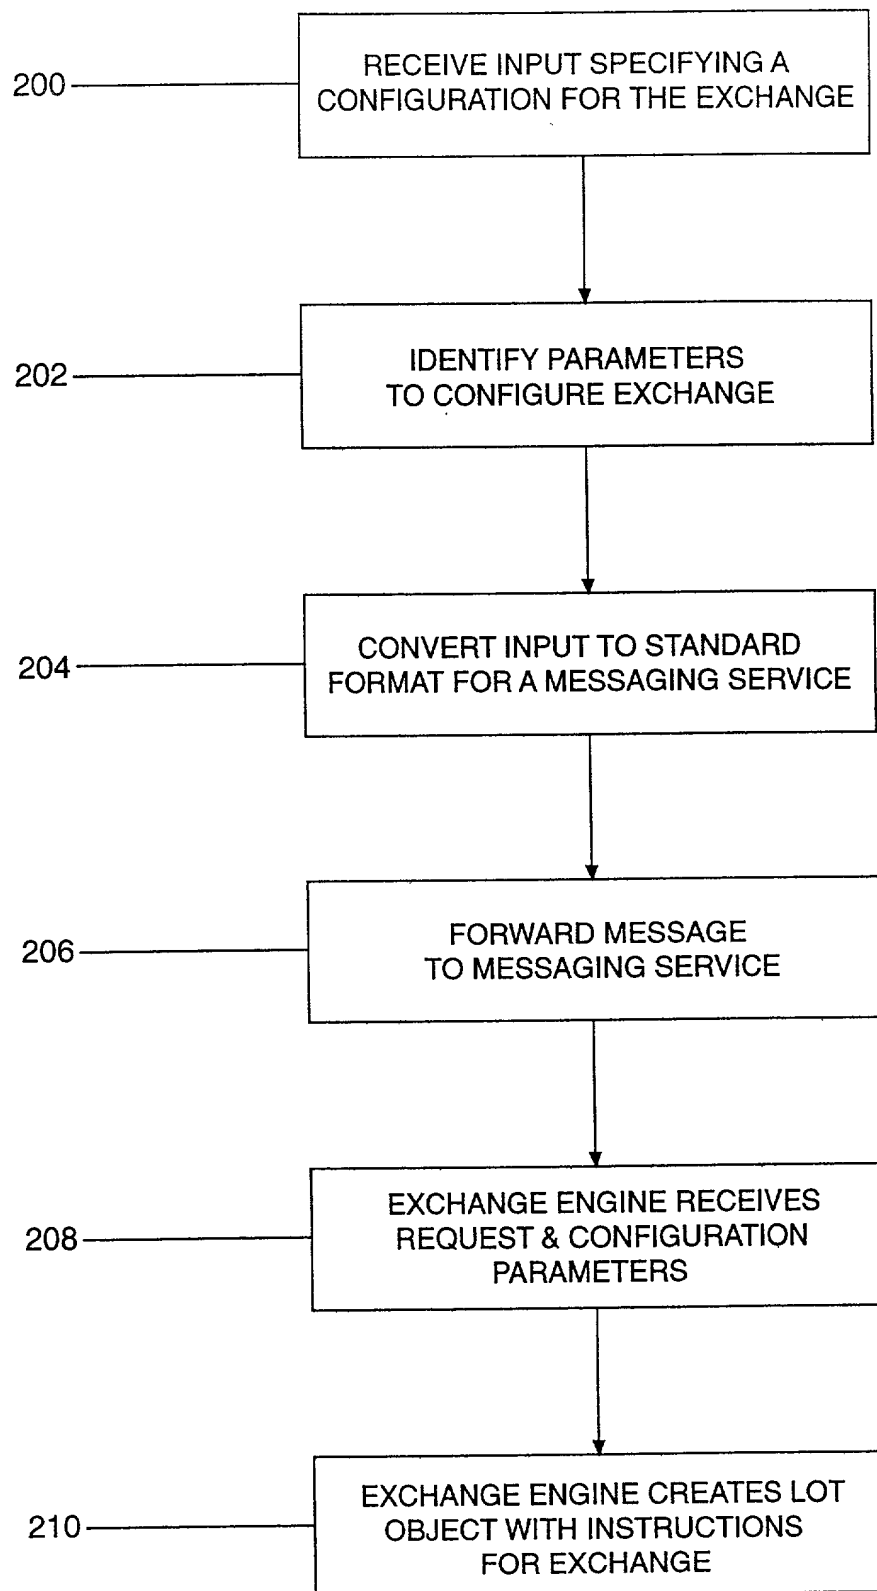 200
RECEIVE INPUT SPECIFYING A
CONFIGURATION FOR THE EXCHANGE
202
IDENTIFY PARAMETERS
TO CONFIGURE EXCHANGE
204
CONVERT INPUT TO STANDARD
FORMAT FOR A MESSAGING SERVICE
206
FORWARD MESSAGE
TO MESSAGING SERVICE
208
EXCHANGE ENGINE RECEIVES
REQUEST & CONFIGURATION
PARAMETERS
210
EXCHANGE ENGINE CREATES LOT
OBJECT WITH INSTRUCTIONS
FOR EXCHANGE